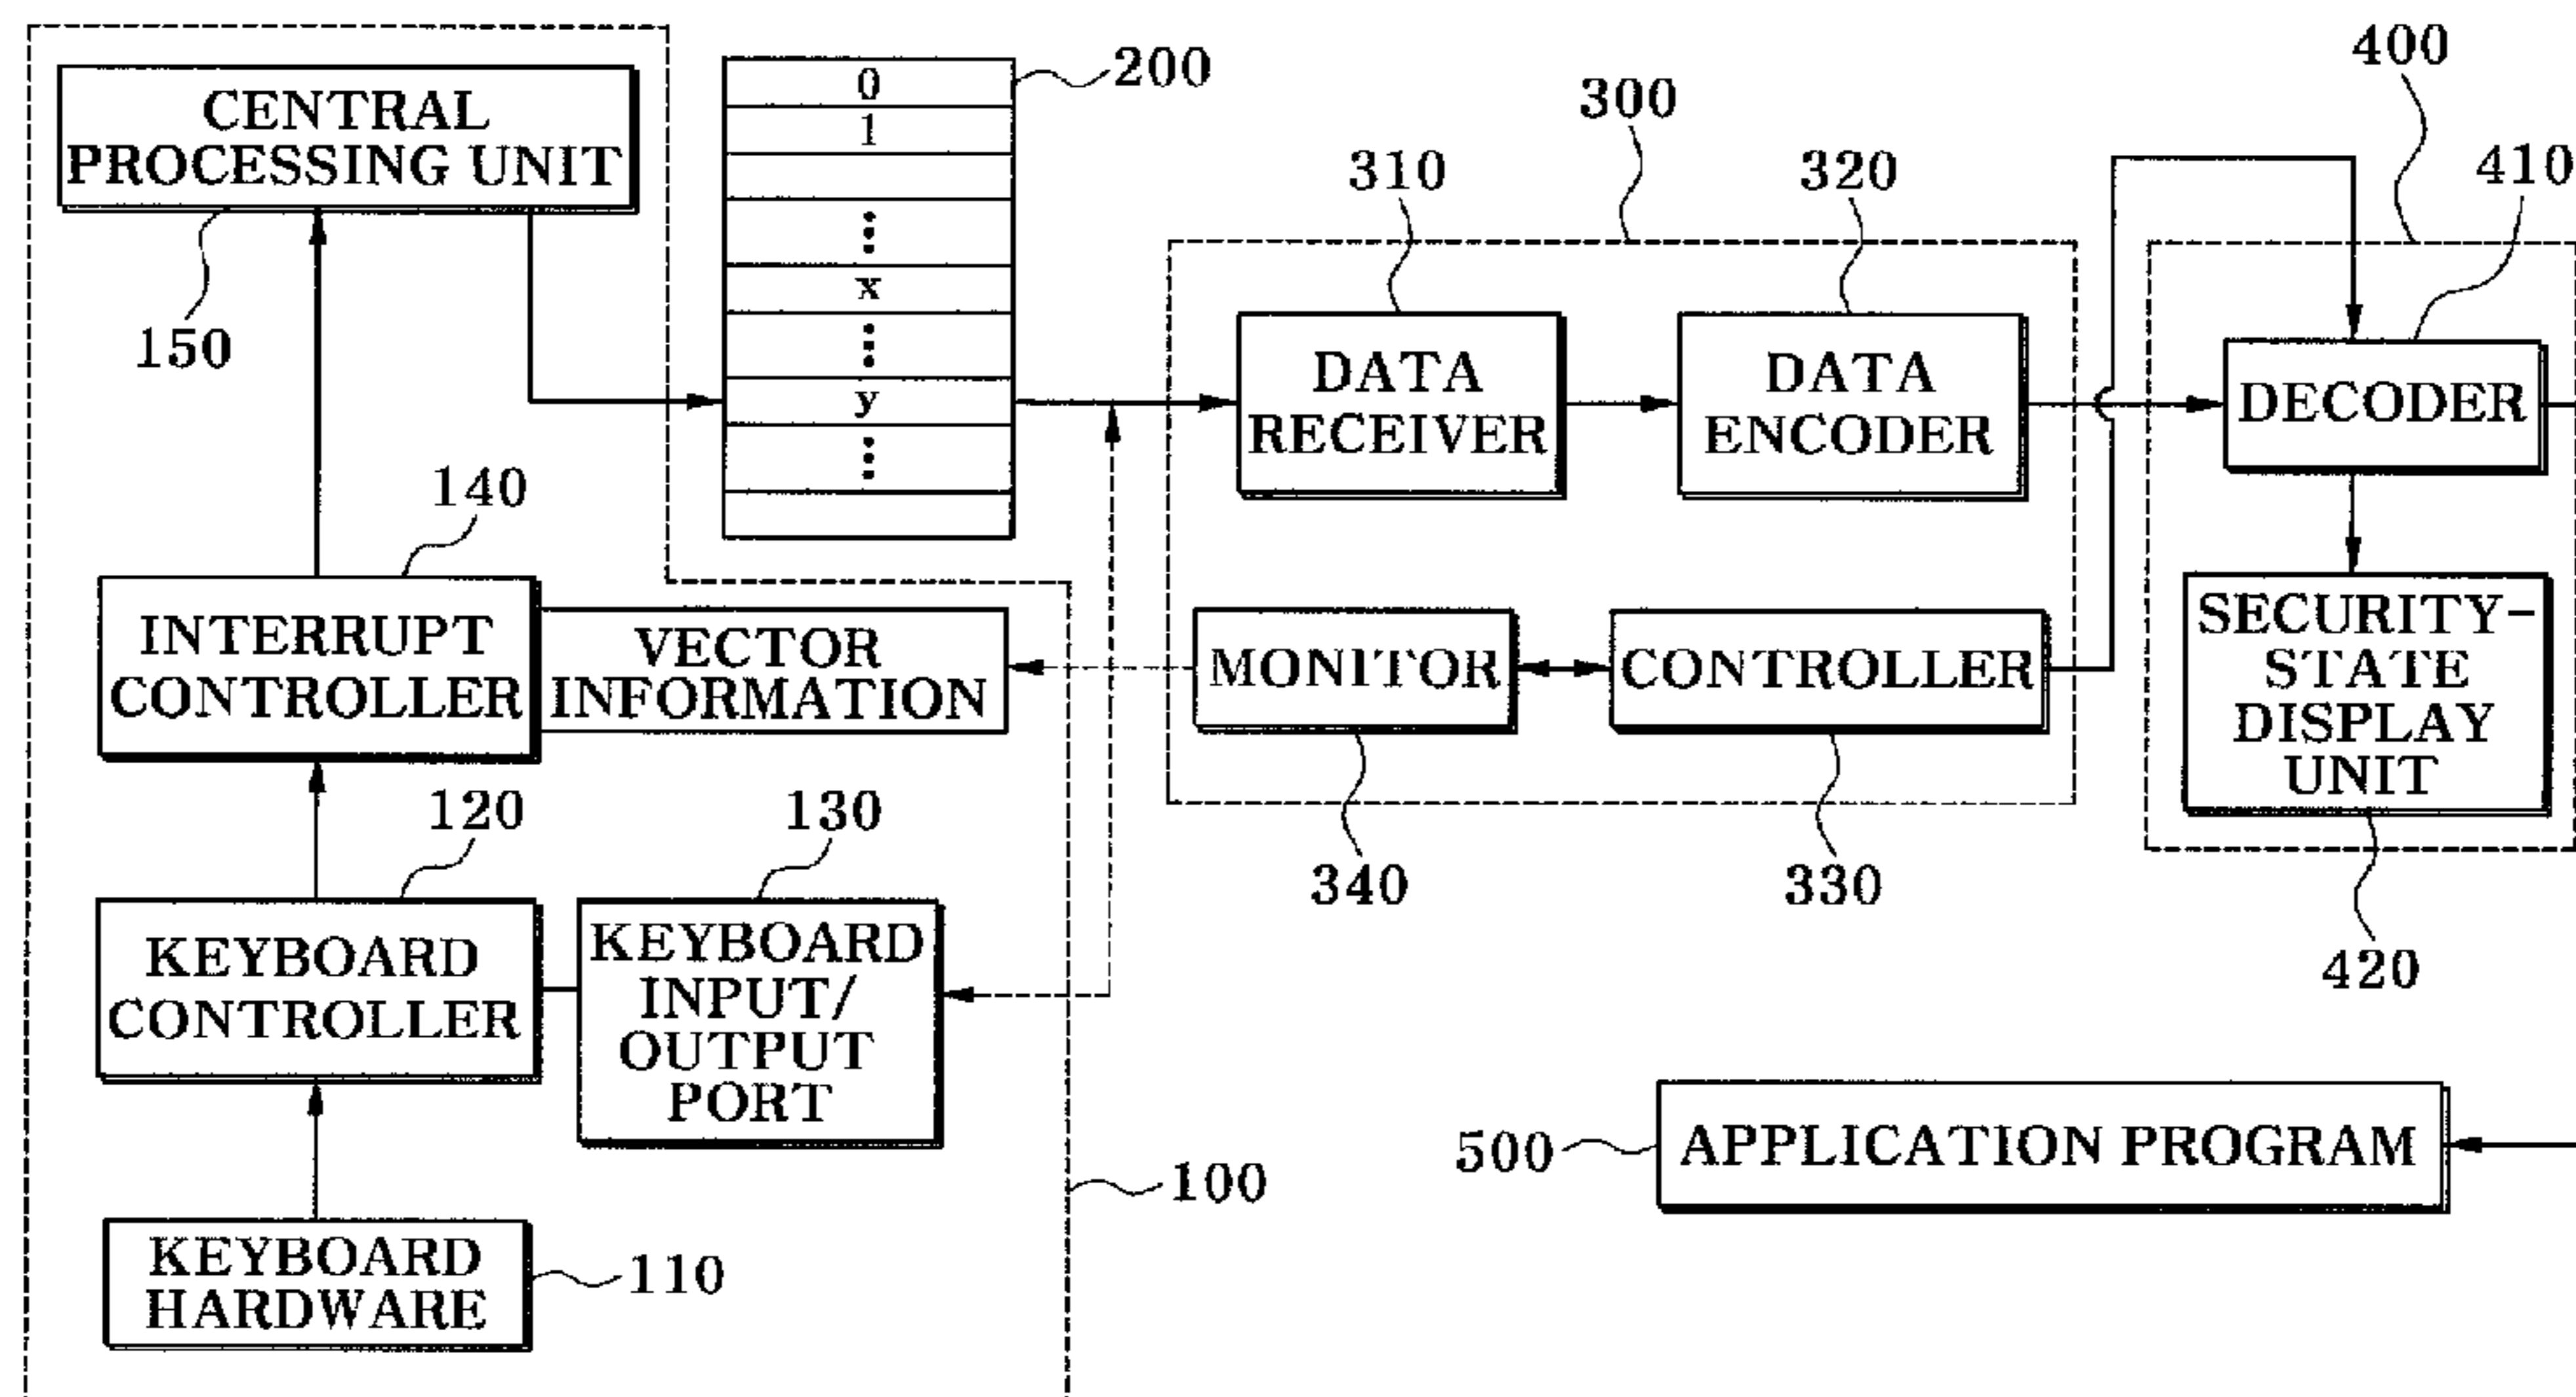 400
200
0
CENTRAL
PROCESSING UNIT
300
1
310
320
410
x
150
DATA
RECEIVER
DATA
ENCODER
y
DECODER
140
INTERRUPT
CONTROLLER
VECTOR
INFORMATION
MONITOR
CONTROLLER
SECURITY-
STATE
DISPLAY
UNIT
120
130
340
330
420
KEYBOARD
CONTROLLER
KEYBOARD
INPUT/
OUTPUT
PORT
500
APPLICATION PROGRAM
100
KEYBOARD
HARDWARE
110